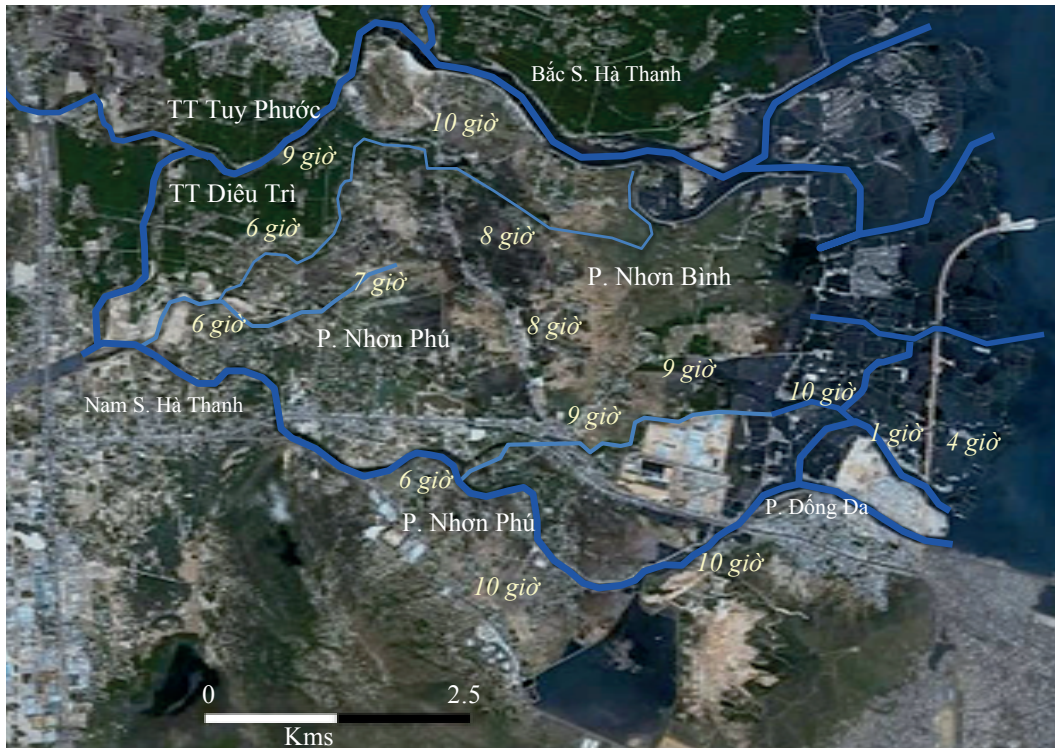 Bắc S. Hà Thanh
TT Tuy Phước
10 giờ
9 giờ
TT Diêu Trì
6 giờ
8 giờ
7 giờ
P. Nhơn Bình
6 giờ
P. Nhơn Phú
8 giờ
9 giờ
10 giờ
Nam S. Hà Thanh
9 giờ
1 giờ
4 giờ
6 giờ
P. Nhơn Phú
P. Đống Đa
10 giờ
10 giờ
0 2.5
Kms